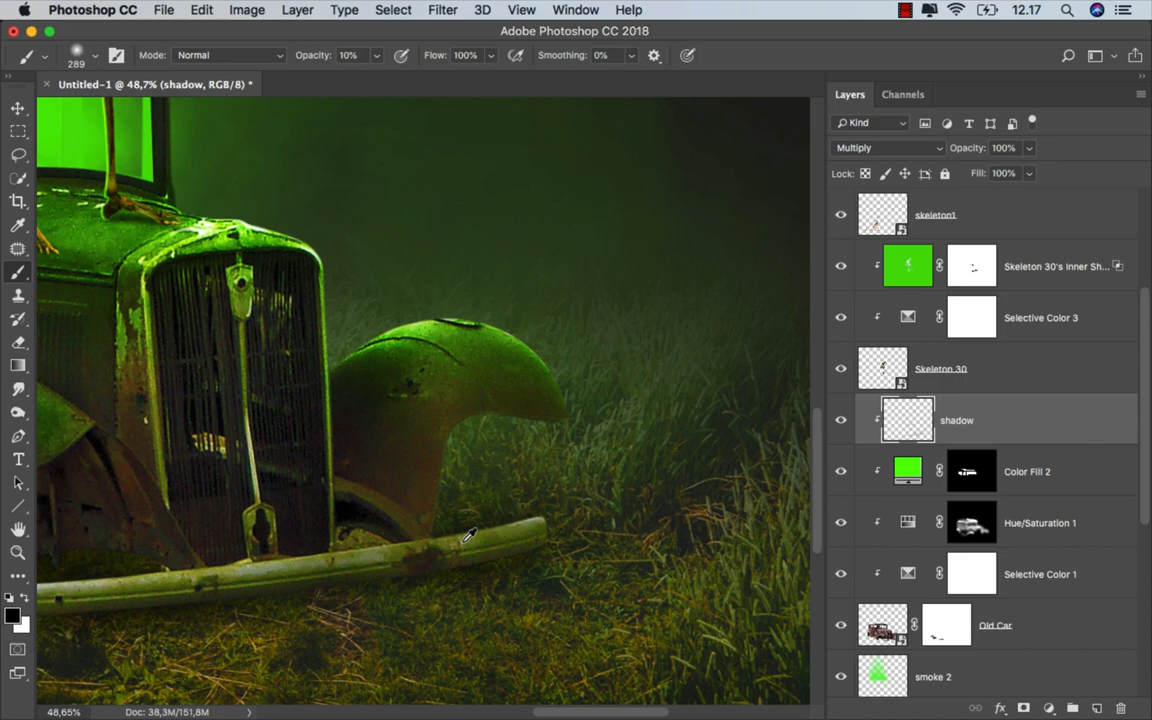 Photoshop CC File Edit Image Layer Type Select Filter 3D View Window Help 12.17
Adobe Photoshop CC 2018
289 Mode: Normal Opacity: 10% Flow: 100% Smoothing: 0%
Untitled-1 @ 48,7% (shadow, RGB/8) *
Layers Channels
Kind
Multiply Opacity: 100%
Lock: Fill: 100%
skeleton1
Skeleton 30's Inner Sh...
Selective Color 3
Skeleton 30
shadow
Color Fill 2
Hue/Saturation 1
Selective Color 1
Old Car
smoke 2
48,65% Doc: 38,3M/151,8M